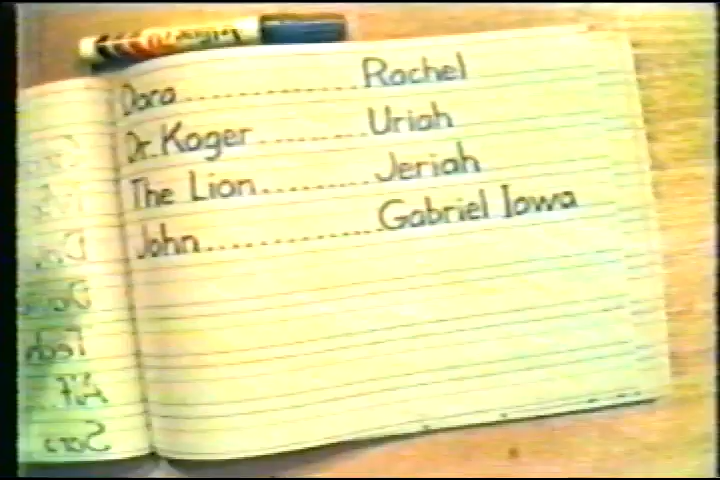 Dora..................Rachel
Dr. Koger..........Uriah
The Lion..........Jeriah
John...............Gabriel Iowa